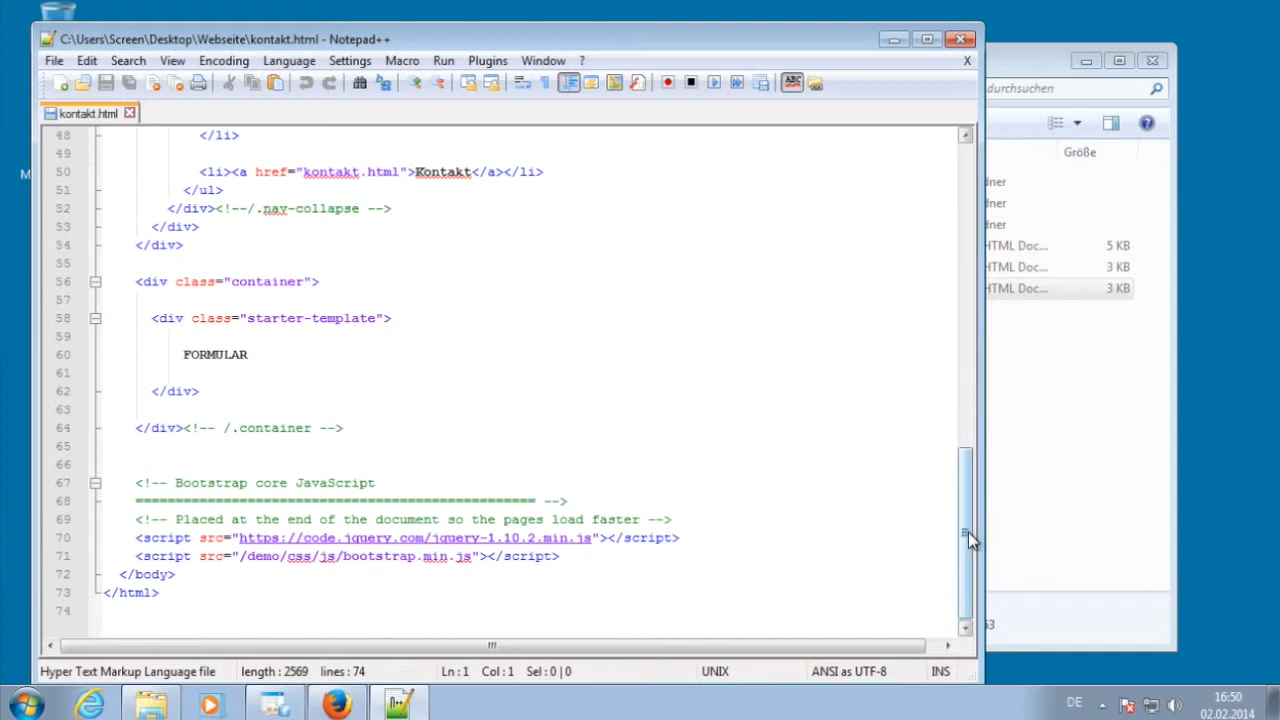 C:\Users\Screen\Desktop\Webseite\kontakt.html - Notepad++
File Edit Search View Encoding Language Settings Macro Run Plugins Window ? X
durchsuchen
kontakt.html
Größe
48 </li>
49
50 <li><a href="kontakt.html">Kontakt</a></li>
51 </ul>
52 </div><!--/.nav-collapse -->
53 </div>
54 </div>
55
56 <div class="container">
57
58 <div class="starter-template">
59
60 FORMULAR
61
62 </div>
63
64 </div><!-- /.container -->
65
66
67 <!-- Bootstrap core JavaScript
68 ================================================== -->
69 <!-- Placed at the end of the document so the pages load faster -->
70 <script src="https://code.jquery.com/jquery-1.10.2.min.js"></script>
71 <script src="/demo/css/js/bootstrap.min.js"></script>
72 </body>
73 </html>
74
dner
dner
dner
HTML Doc... 5 KB
HTML Doc... 3 KB
HTML Doc... 3 KB
M
Hyper Text Markup Language file length : 2569 lines : 74 Ln : 1 Col : 1 Sel : 0 | 0 UNIX ANSI as UTF-8 INS
DE
16:50
02.02.2014